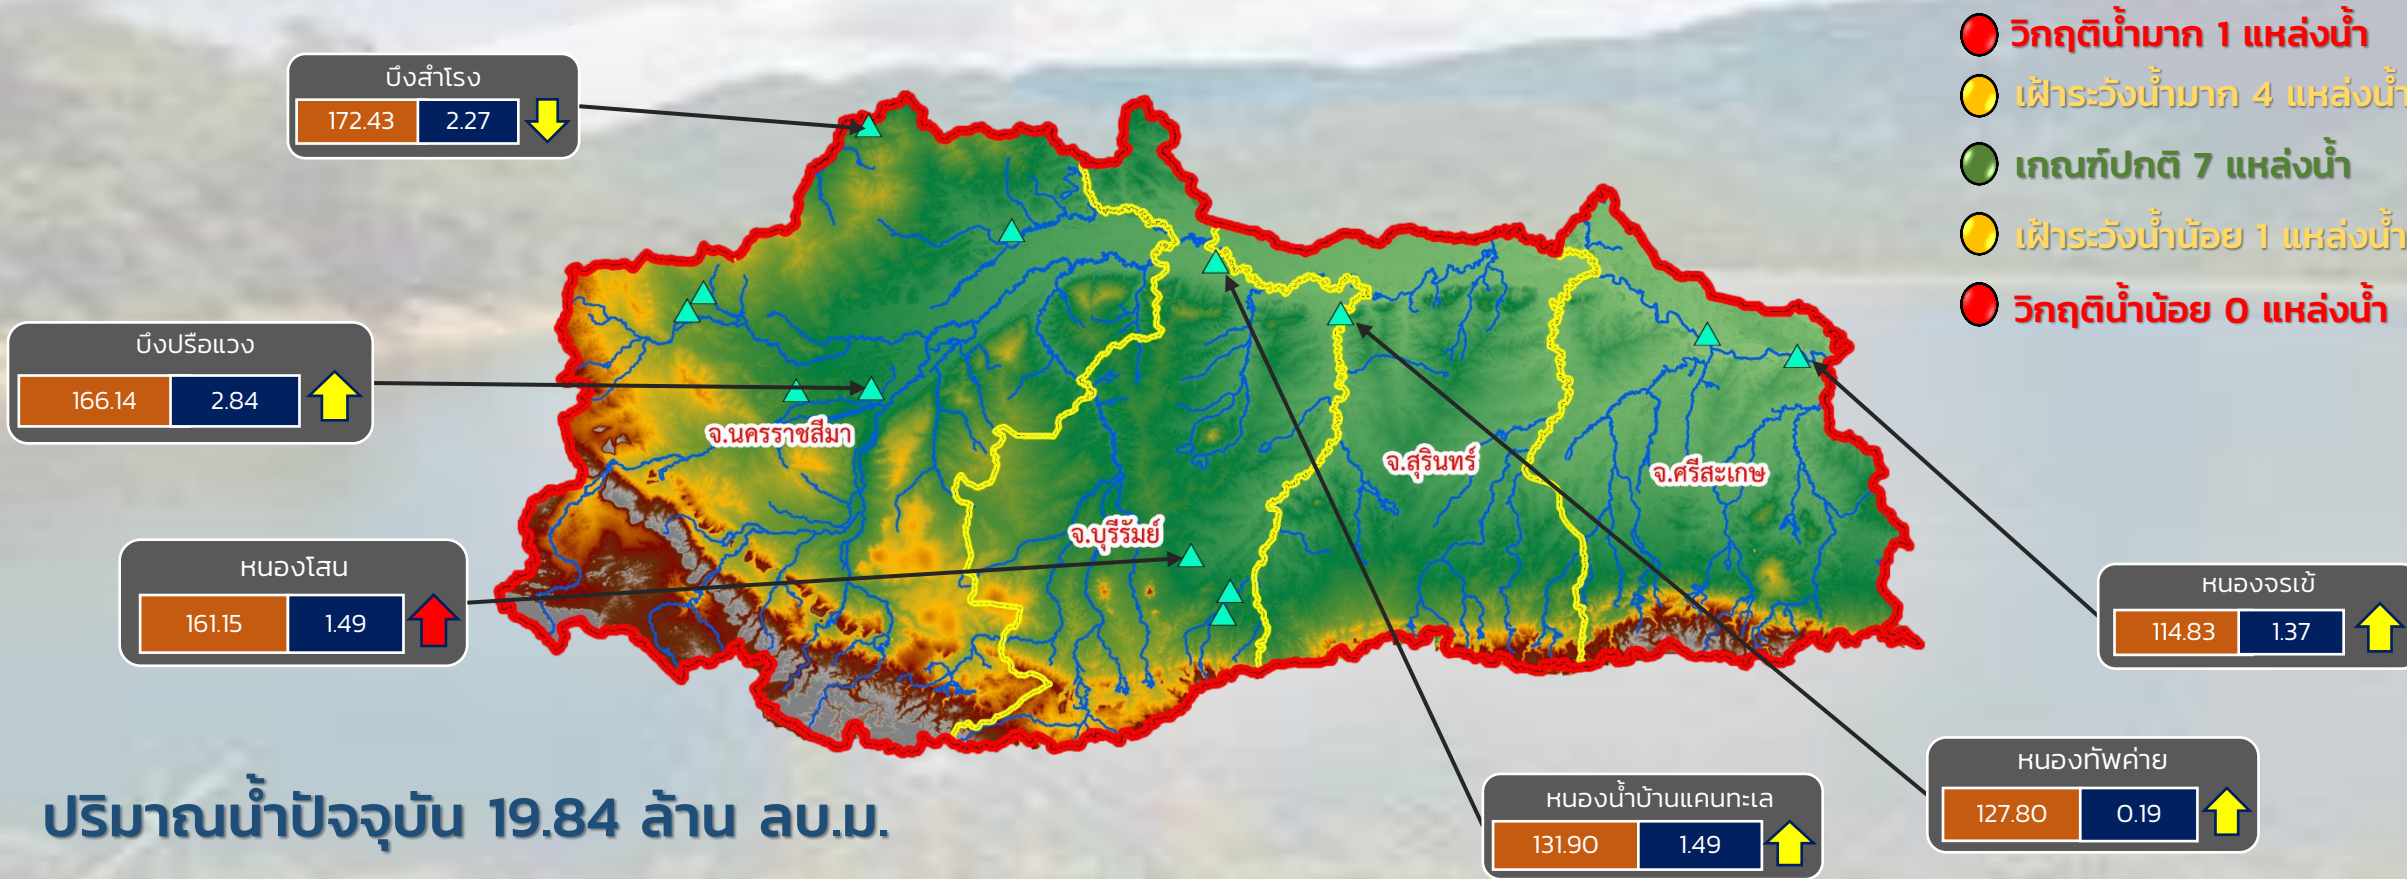 วิกฤติน้ำมาก 1 แหล่งน้ำ
เฝ้าระวังน้ำมาก 4 แหล่งน้ำ
เกณฑ์ปกติ 7 แหล่งน้ำ
เฝ้าระวังน้ำน้อย 1 แหล่งน้ำ
วิกฤติน้ำน้อย 0 แหล่งน้ำ
บึงสำโรง
172.43 2.27
บึงปรือแวง
166.14 2.84
หนองโสน
161.15 1.49
จ.นครราชสีมา
จ.บุรีรัมย์
จ.สุรินทร์
จ.ศรีสะเกษ
หนองจรเข้
114.83 1.37
หนองทัพค่าย
127.80 0.19
หนองน้ำบ้านแคนทะเล
131.90 1.49
ปริมาณน้ำปัจจุบัน 19.84 ล้าน ลบ.ม.